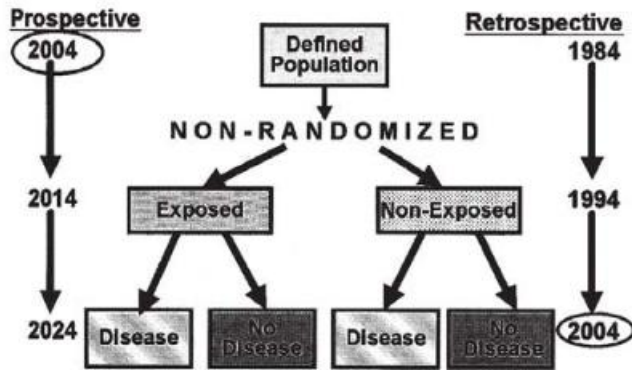 Prospective
Retrospective
2004
Defined
Population
1984
NON-RANDOMIZED
2014
Exposed
Non-Exposed
1994
2024
Disease
No
Disease
Disease
No
Disease
2004